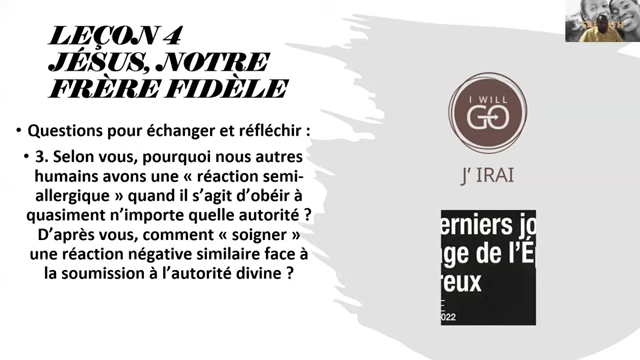 LEÇON 4
JÉSUS, NOTRE
FRÈRE FIDÈLE
• Questions pour échanger et réfléchir :
• 3. Selon vous, pourquoi nous autres
humains avons une « réaction semi-
allergique » quand il s’agit d’obéir à
quasiment n’importe quelle autorité ?
D’après vous, comment « soigner »
une réaction négative similaire face à
la soumission à l’autorité divine ?
I WILL
GO
J’ IRAI
erniers jo
ge de l’É
reux
022